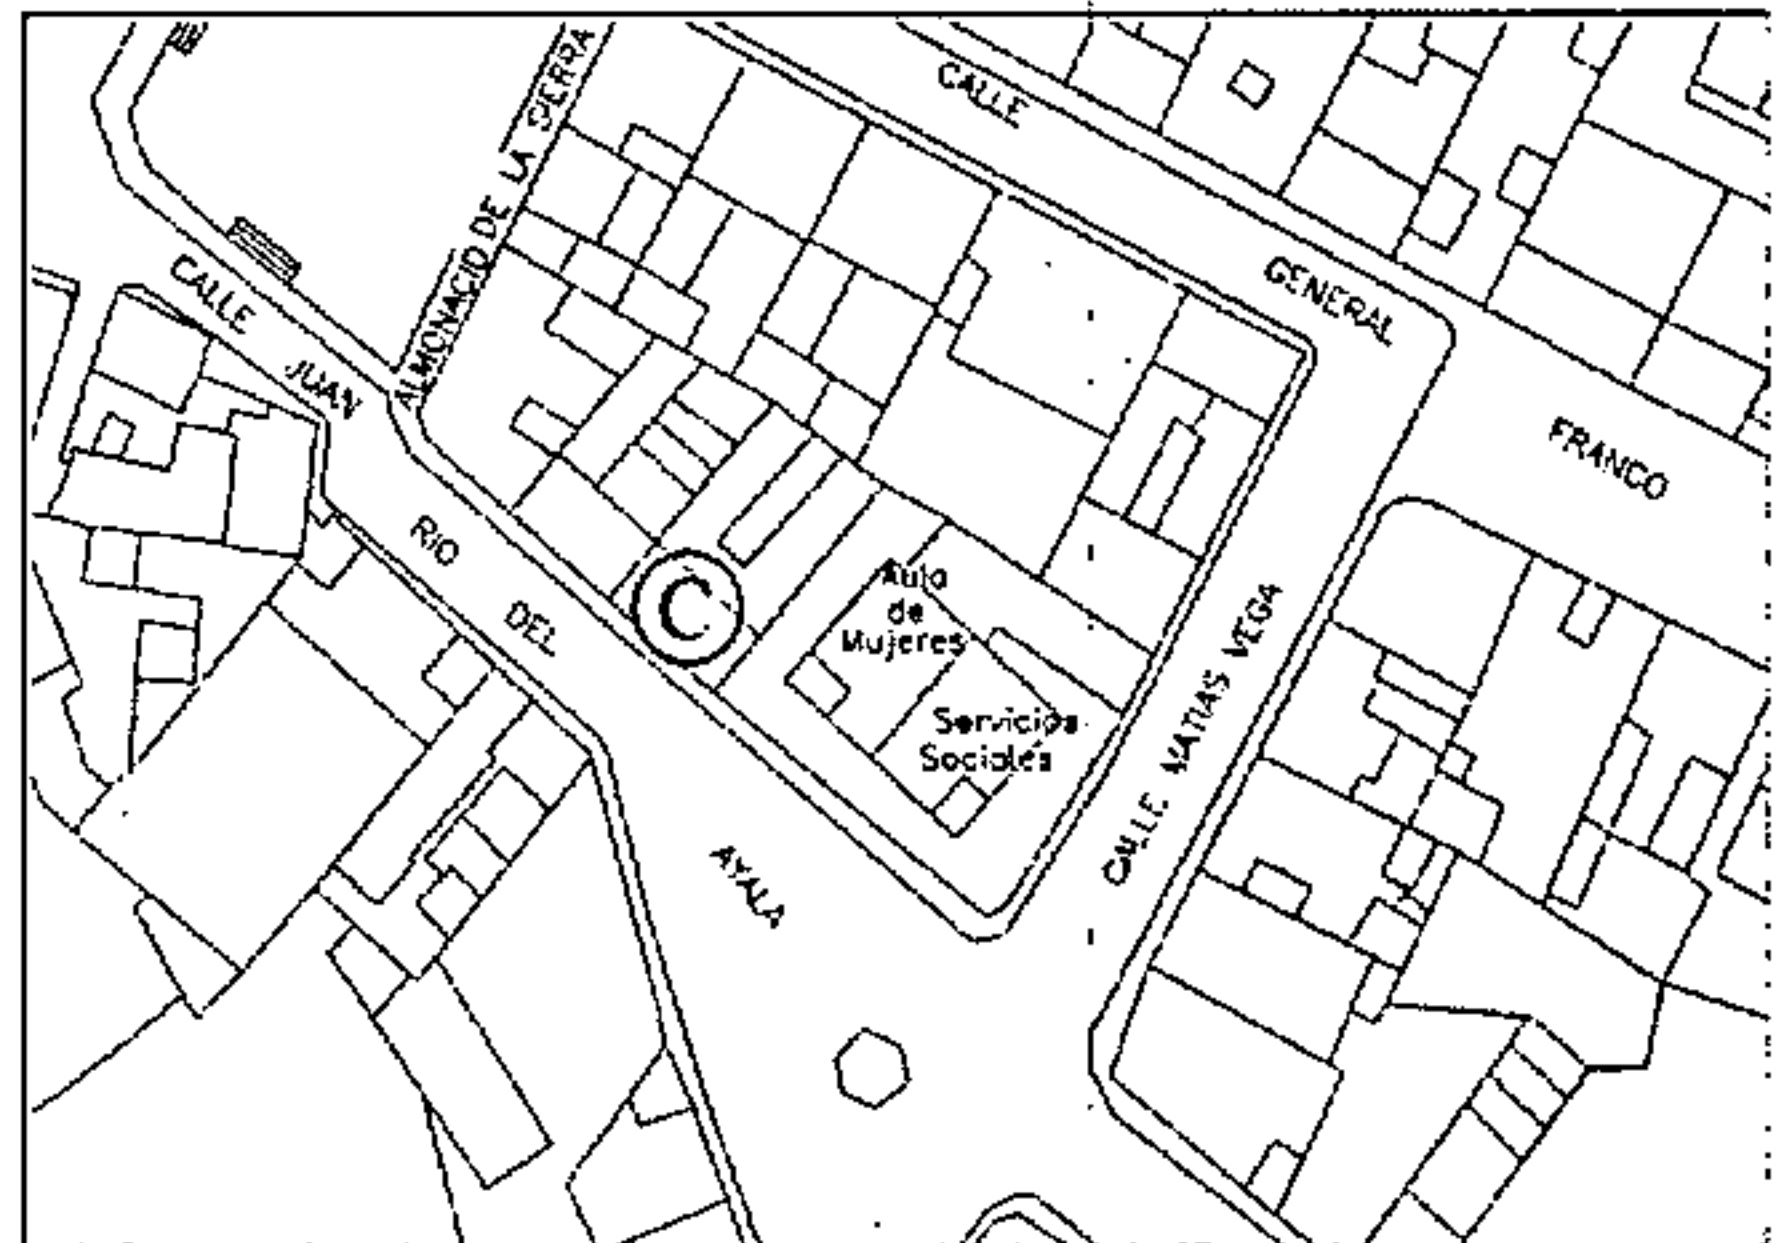 CALLE GENERAL FRANCO
ALMONACID DE LA SIERRA
CALLE JUAN RIO DEL AYALA
C
Aula
de
Mujeres
Servicios
Sociales
CALLE MATIAS VEGA